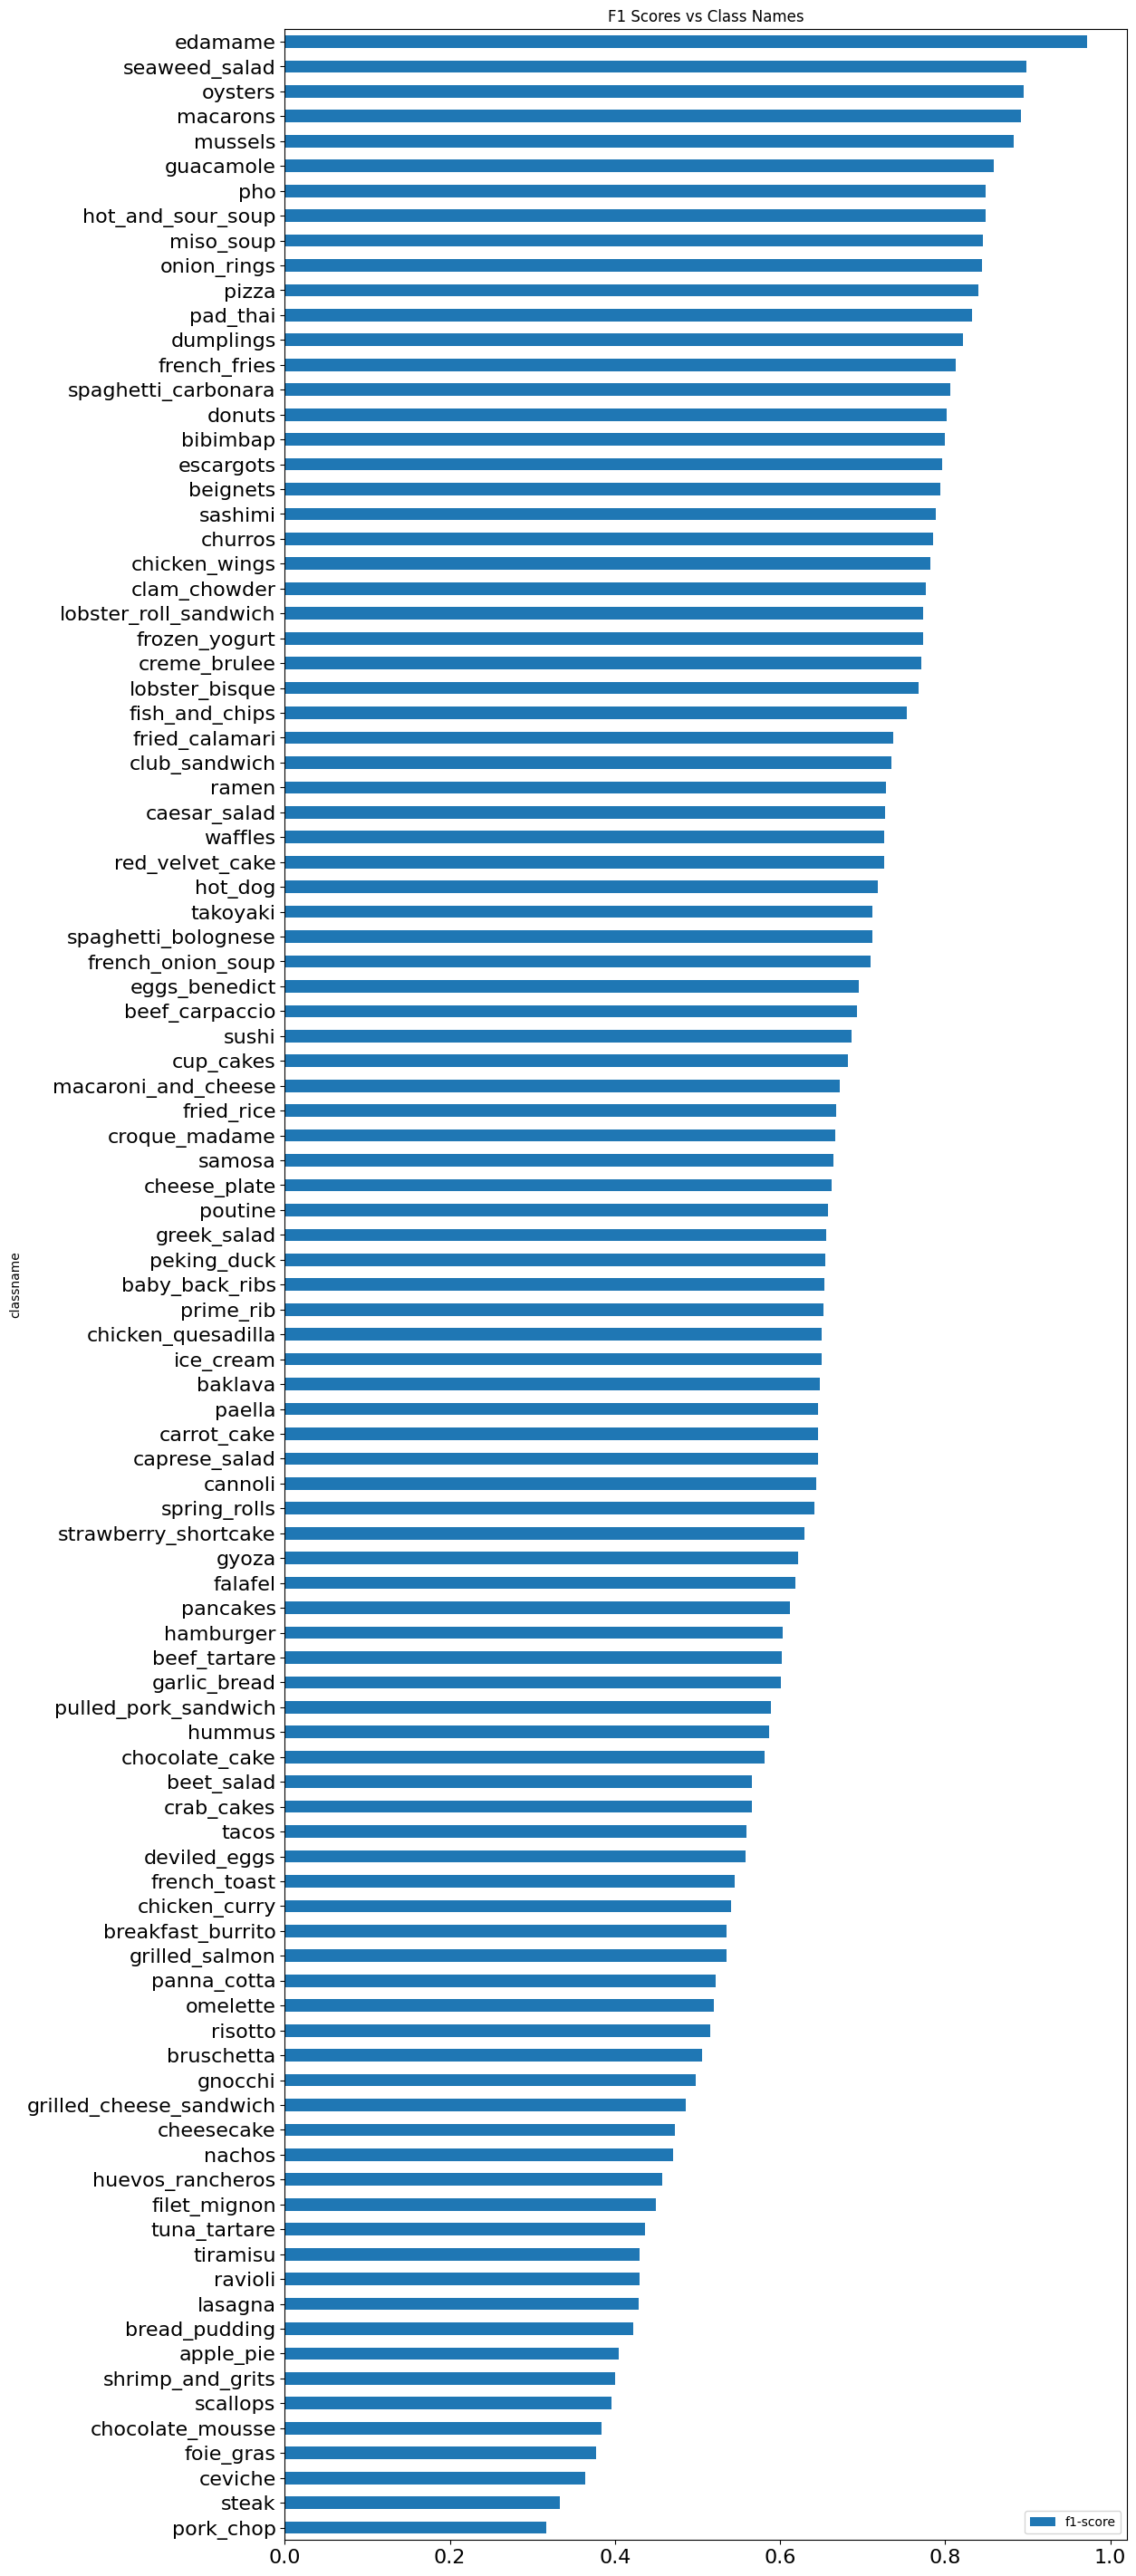 F1 Scores vs Class Names
edamame
seaweed_salad
oysters
macarons
mussels
guacamole
pho
hot_and_sour_soup
miso_soup
onion_rings
pizza
pad_thai
dumplings
french_fries
spaghetti_carbonara
donuts
bibimbap
escargots
beignets
sashimi
churros
chicken_wings
clam_chowder
lobster_roll_sandwich
frozen_yogurt
creme_brulee
lobster_bisque
fish_and_chips
fried_calamari
club_sandwich
ramen
caesar_salad
waffles
red_velvet_cake
hot_dog
takoyaki
spaghetti_bolognese
french_onion_soup
eggs_benedict
beef_carpaccio
sushi
cup_cakes
macaroni_and_cheese
fried_rice
croque_madame
samosa
cheese_plate
poutine
greek_salad
peking_duck
baby_back_ribs
prime_rib
chicken_quesadilla
ice_cream
baklava
paella
carrot_cake
caprese_salad
cannoli
spring_rolls
strawberry_shortcake
gyoza
falafel
pancakes
hamburger
beef_tartare
garlic_bread
pulled_pork_sandwich
hummus
chocolate_cake
beet_salad
crab_cakes
tacos
deviled_eggs
french_toast
chicken_curry
breakfast_burrito
grilled_salmon
panna_cotta
omelette
risotto
bruschetta
gnocchi
grilled_cheese_sandwich
cheesecake
nachos
huevos_rancheros
filet_mignon
tuna_tartare
tiramisu
ravioli
lasagna
bread_pudding
apple_pie
shrimp_and_grits
scallops
chocolate_mousse
foie_gras
ceviche
steak
pork_chop
classname
0.0 0.2 0.4 0.6 0.8 1.0
f1-score